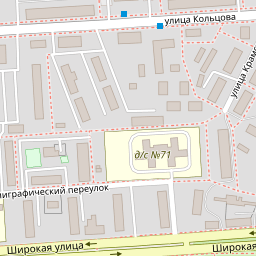 улица Кольцова
улица Крам
д/с №71
играфический переулок
Широкая улица
Широкая